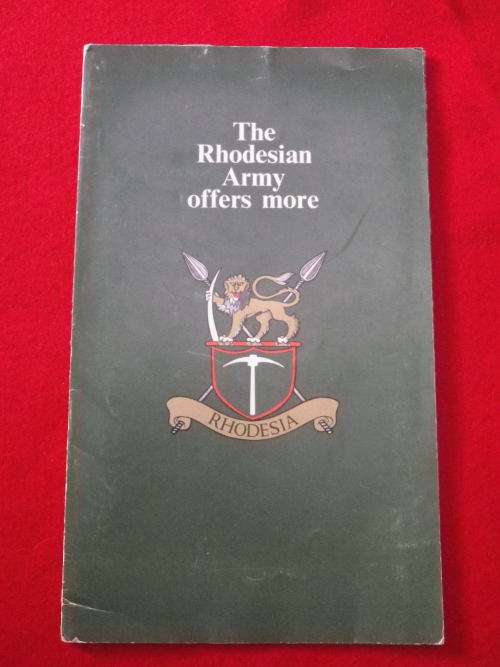 The
Rhodesian
Army
offers more
RHODESIA